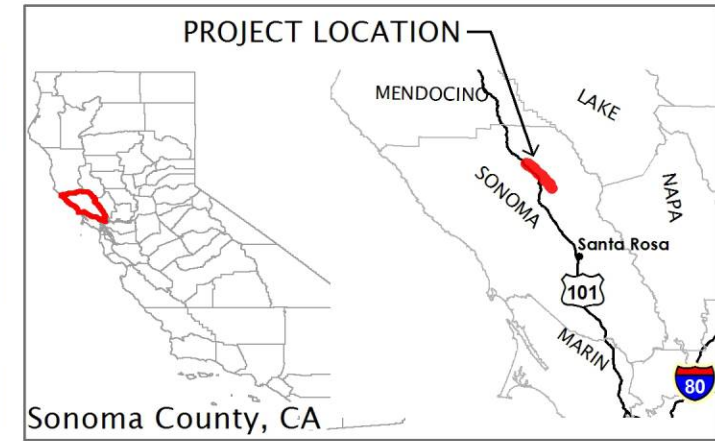 PROJECT LOCATION
MENDOCINO
LAKE
SONOMA
NAPA
Santa Rosa
101
MARIN
80
Sonoma County, CA